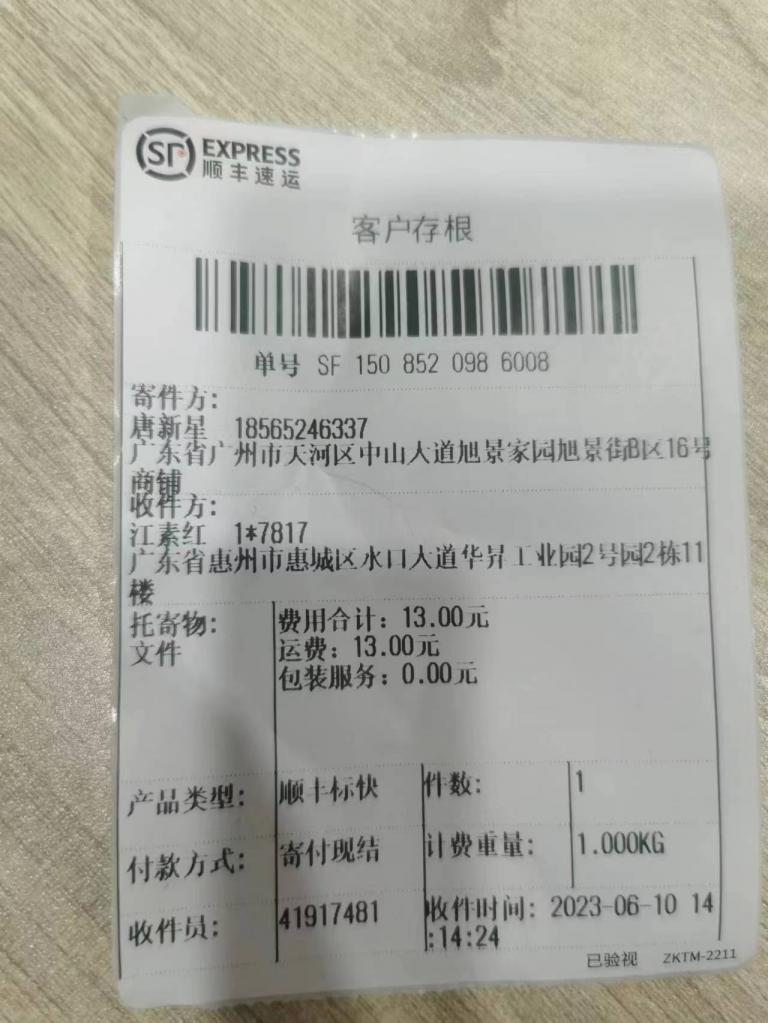 SF EXPRESS
顺丰速运
客户存根
单号 SF 150 852 098 6008
寄件方:
唐新星 18565246337
广东省广州市天河区中山大道旭景家园旭景街B区16号
商铺
收件方:
江素红 1*7817
广东省惠州市惠城区水口大道华昇工业园2号园2栋11
楼
托寄物:
文件
费用合计: 13.00元
运费: 13.00元
包装服务: 0.00元
产品类型: 顺丰标快 件数: 1
付款方式: 寄付现结 计费重量: 1.000KG
收件员: 41917481 收件时间: 2023-06-10 14
:14:24
已验视 ZKTM-2211